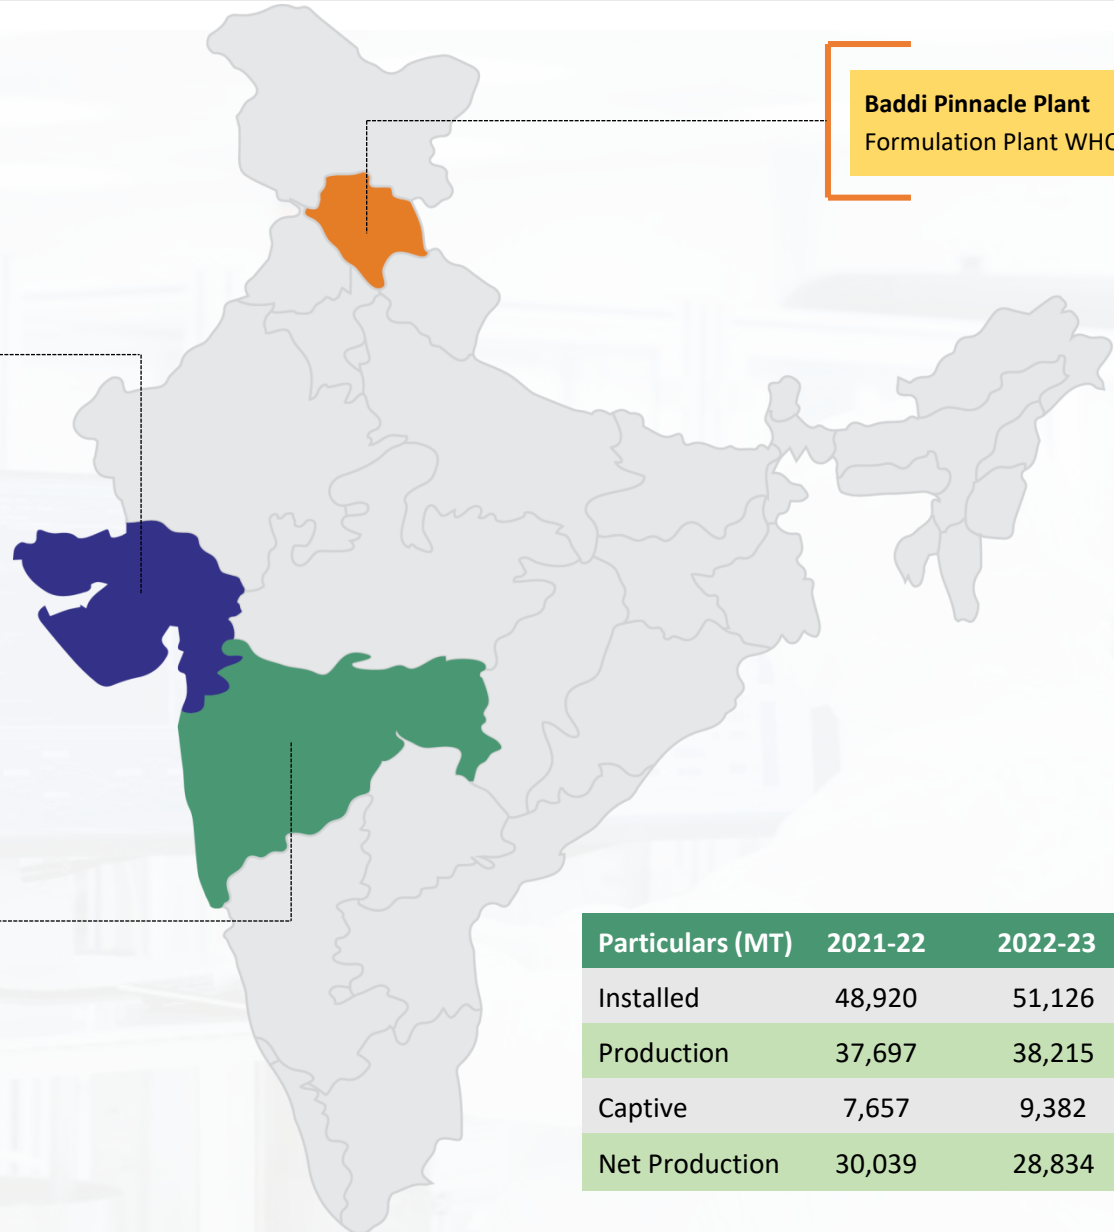 Baddi Pinnacle Plant
Formulation Plant WHO
Particulars (MT) 2021-22 2022-23
Installed 48,920 51,126
Production 37,697 38,215
Captive 7,657 9,382
Net Production 30,039 28,834